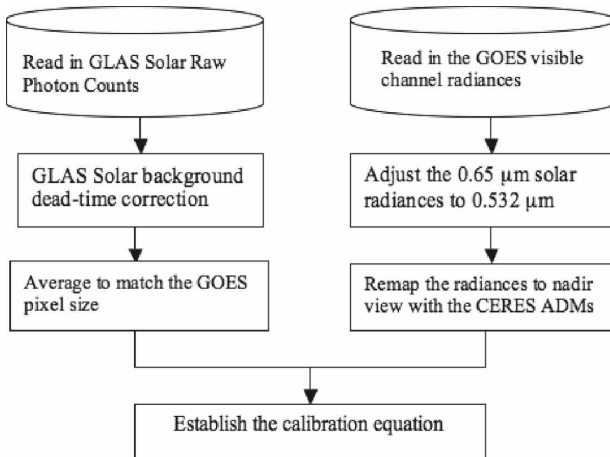 Read in GLAS Solar Raw
Photon Counts
Read in the GOES visible
channel radiances
GLAS Solar background
dead-time correction
Adjust the 0.65 µm solar
radiances to 0.532 µm
Average to match the GOES
pixel size
Remap the radiances to nadir
view with the CERES ADMs
Establish the calibration equation